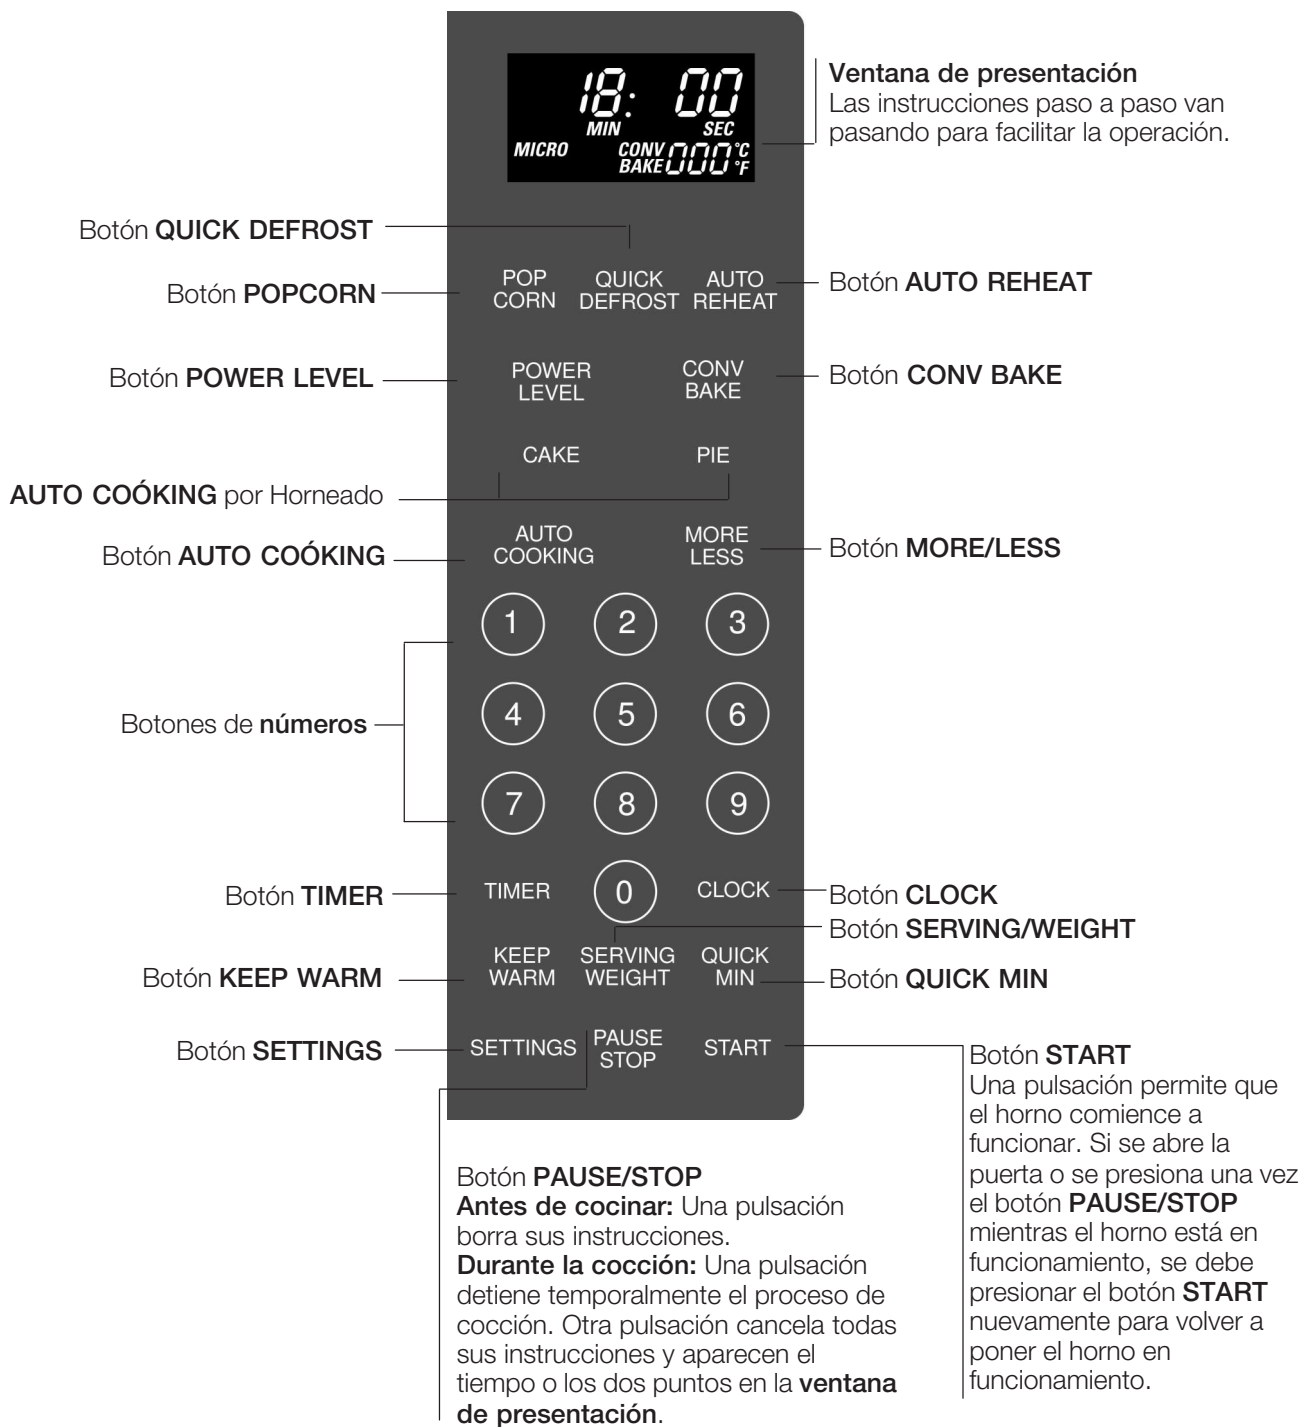 18: 00
MIN SEC
MICRO CONV 000 °C
BAKE °F
Ventana de presentación
Las instrucciones paso a paso van
pasando para facilitar la operación.
Botón QUICK DEFROST
Botón POPCORN
POP
CORN
QUICK
DEFROST
AUTO
REHEAT
Botón AUTO REHEAT
Botón POWER LEVEL
POWER
LEVEL
CONV
BAKE
Botón CONV BAKE
CAKE
PIE
AUTO COÓKING por Horneado
Botón AUTO COÓKING
AUTO
COOKING
MORE
LESS
Botón MORE/LESS
1 2 3
Botones de números
4 5 6
7 8 9
Botón TIMER
TIMER
0
CLOCK
Botón CLOCK
Botón SERVING/WEIGHT
Botón KEEP WARM
KEEP
WARM
SERVING
WEIGHT
QUICK
MIN
Botón QUICK MIN
Botón SETTINGS
SETTINGS
PAUSE
STOP
START
Botón START
Una pulsación permite que
el horno comience a
funcionar. Si se abre la
puerta o se presiona una vez
el botón PAUSE/STOP
mientras el horno está en
funcionamiento, se debe
presionar el botón START
nuevamente para volver a
poner el horno en
funcionamiento.
Botón PAUSE/STOP
Antes de cocinar: Una pulsación
borra sus instrucciones.
Durante la cocción: Una pulsación
detiene temporalmente el proceso de
cocción. Otra pulsación cancela todas
sus instrucciones y aparecen el
tiempo o los dos puntos en la ventana
de presentación.